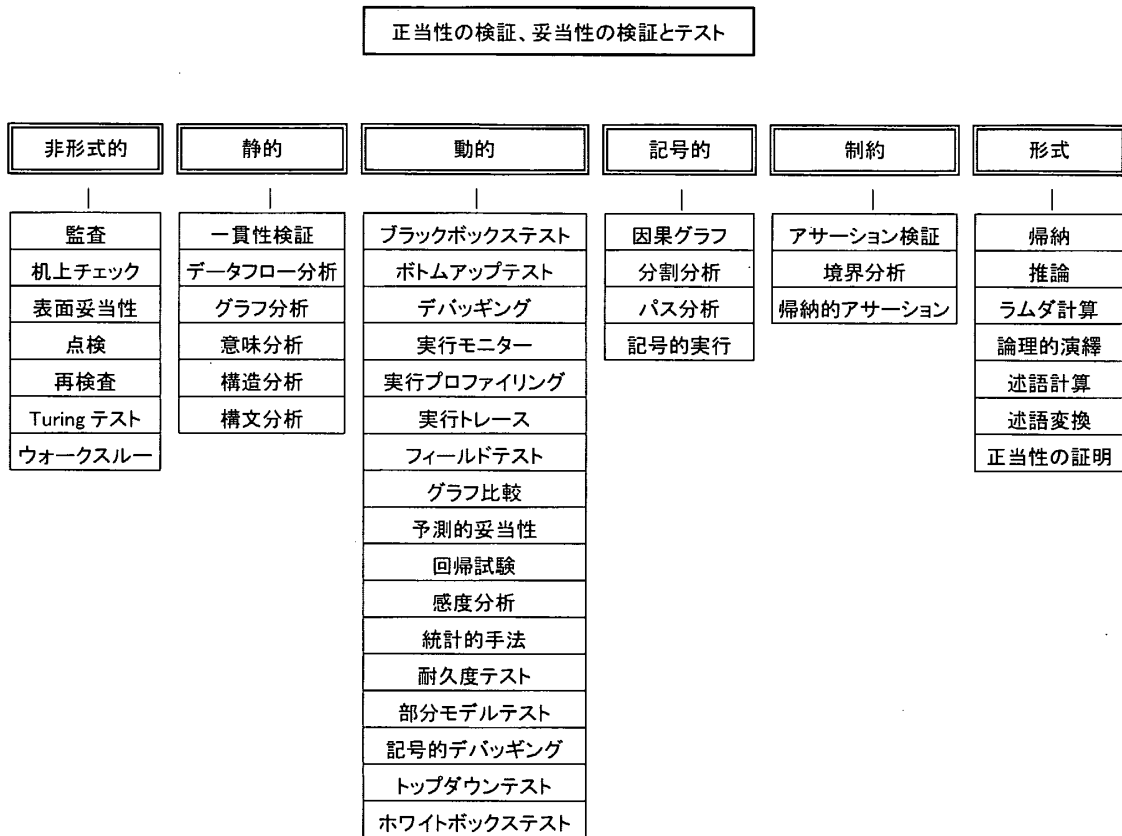 正当性の検証、妥当性の検証とテスト
非形式的
監査
机上チェック
表面妥当性
点検
再検査
Turing テスト
ウォークスルー
静的
一貫性検証
データフロー分析
グラフ分析
意味分析
構造分析
構文分析
動的
ブラックボックステスト
ボトムアップテスト
デバッギング
実行モニター
実行プロファイリング
実行トレース
フィールドテスト
グラフ比較
予測的妥当性
回帰試験
感度分析
統計的手法
耐久度テスト
部分モデルテスト
記号的デバッギング
トップダウンテスト
ホワイトボックステスト
記号的
因果グラフ
分割分析
パス分析
記号的実行
制約
アサーション検証
境界分析
帰納的アサーション
形式
帰納
推論
ラムダ計算
論理的演繹
述語計算
述語変換
正当性の証明